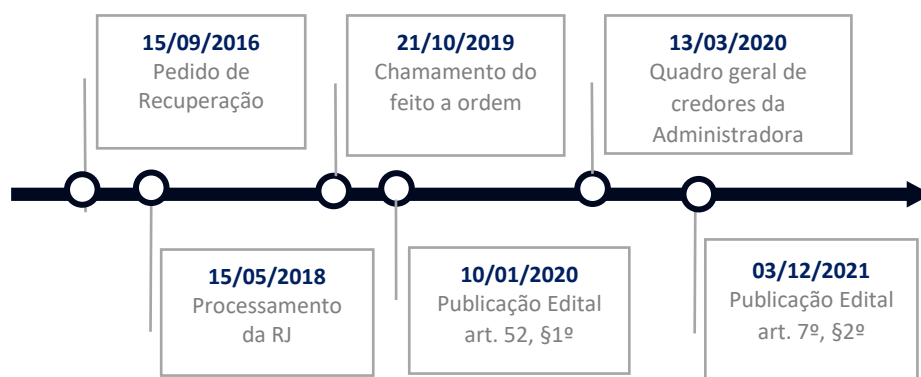 15/09/2016
Pedido de
Recuperação
21/10/2019
Chamamento do
feito a ordem
13/03/2020
Quadro geral de
credores da
Administradora
15/05/2018
Processamento
da RJ
10/01/2020
Publicação Edital
art. 52, §1º
03/12/2021
Publicação Edital
art. 7º, §2º